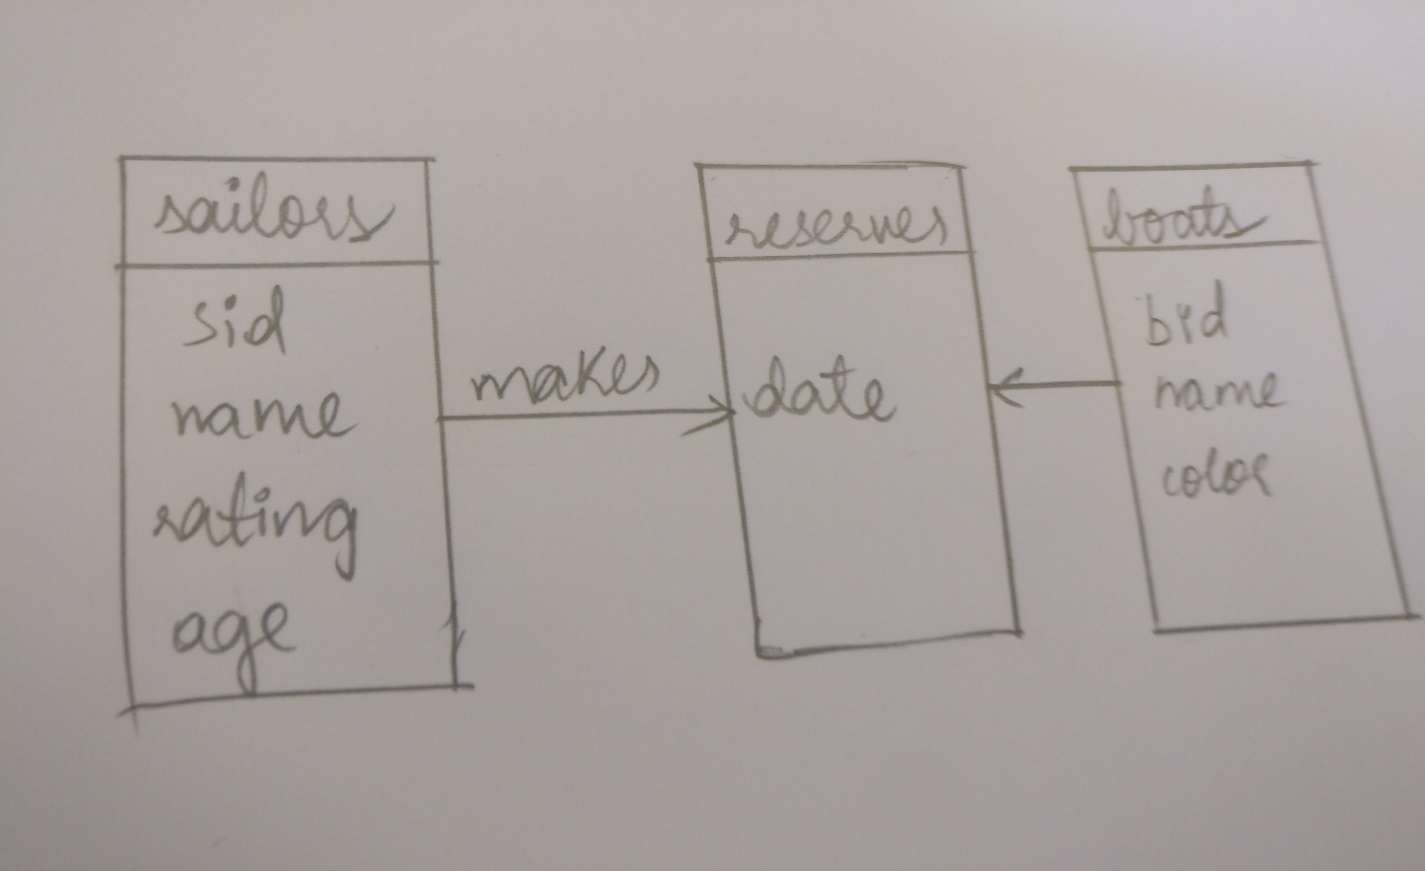 sailors
sid
name
rating
age
makes
reserves
date
boats
bid
name
color